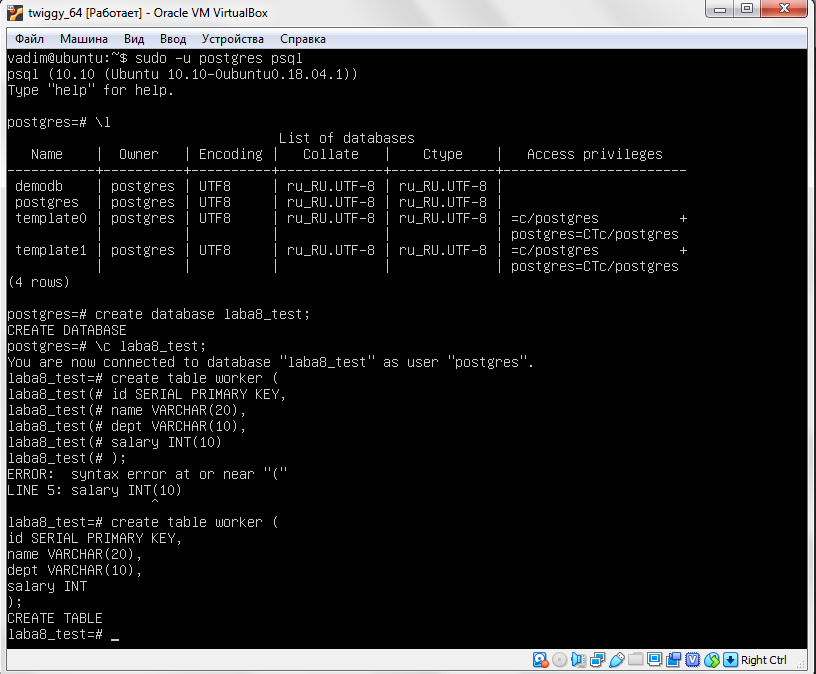 twiggy_64 [Работает] - Oracle VM VirtualBox
Файл Машина Вид Ввод Устройства Справка
vadim@ubuntu:~$ sudo -u postgres psql
psql (10.10 (Ubuntu 10.10-0ubuntu0.18.04.1))
Type "help" for help.
postgres=# \l
List of databases
Name | Owner | Encoding | Collate | Ctype | Access privileges
-----------+----------+----------+-------------+-------------+-----------------------
demodb | postgres | UTF8 | ru_RU.UTF-8 | ru_RU.UTF-8 |
postgres | postgres | UTF8 | ru_RU.UTF-8 | ru_RU.UTF-8 |
template0 | postgres | UTF8 | ru_RU.UTF-8 | ru_RU.UTF-8 | =c/postgres +
| | | | | postgres=CTc/postgres
template1 | postgres | UTF8 | ru_RU.UTF-8 | ru_RU.UTF-8 | =c/postgres +
| | | | | postgres=CTc/postgres
(4 rows)
postgres=# create database laba8_test;
CREATE DATABASE
postgres=# \c laba8_test;
You are now connected to database "laba8_test" as user "postgres".
laba8_test=# create table worker (
laba8_test(# id SERIAL PRIMARY KEY,
laba8_test(# name VARCHAR(20),
laba8_test(# dept VARCHAR(10),
laba8_test(# salary INT(10)
laba8_test(# );
ERROR: syntax error at or near "("
LINE 5: salary INT(10)
^
laba8_test=# create table worker (
id SERIAL PRIMARY KEY,
name VARCHAR(20),
dept VARCHAR(10),
salary INT
);
CREATE TABLE
laba8_test=# _
Right Ctrl